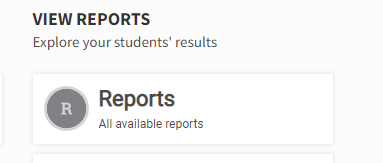 VIEW REPORTS
Explore your students' results
R
Reports
All available reports